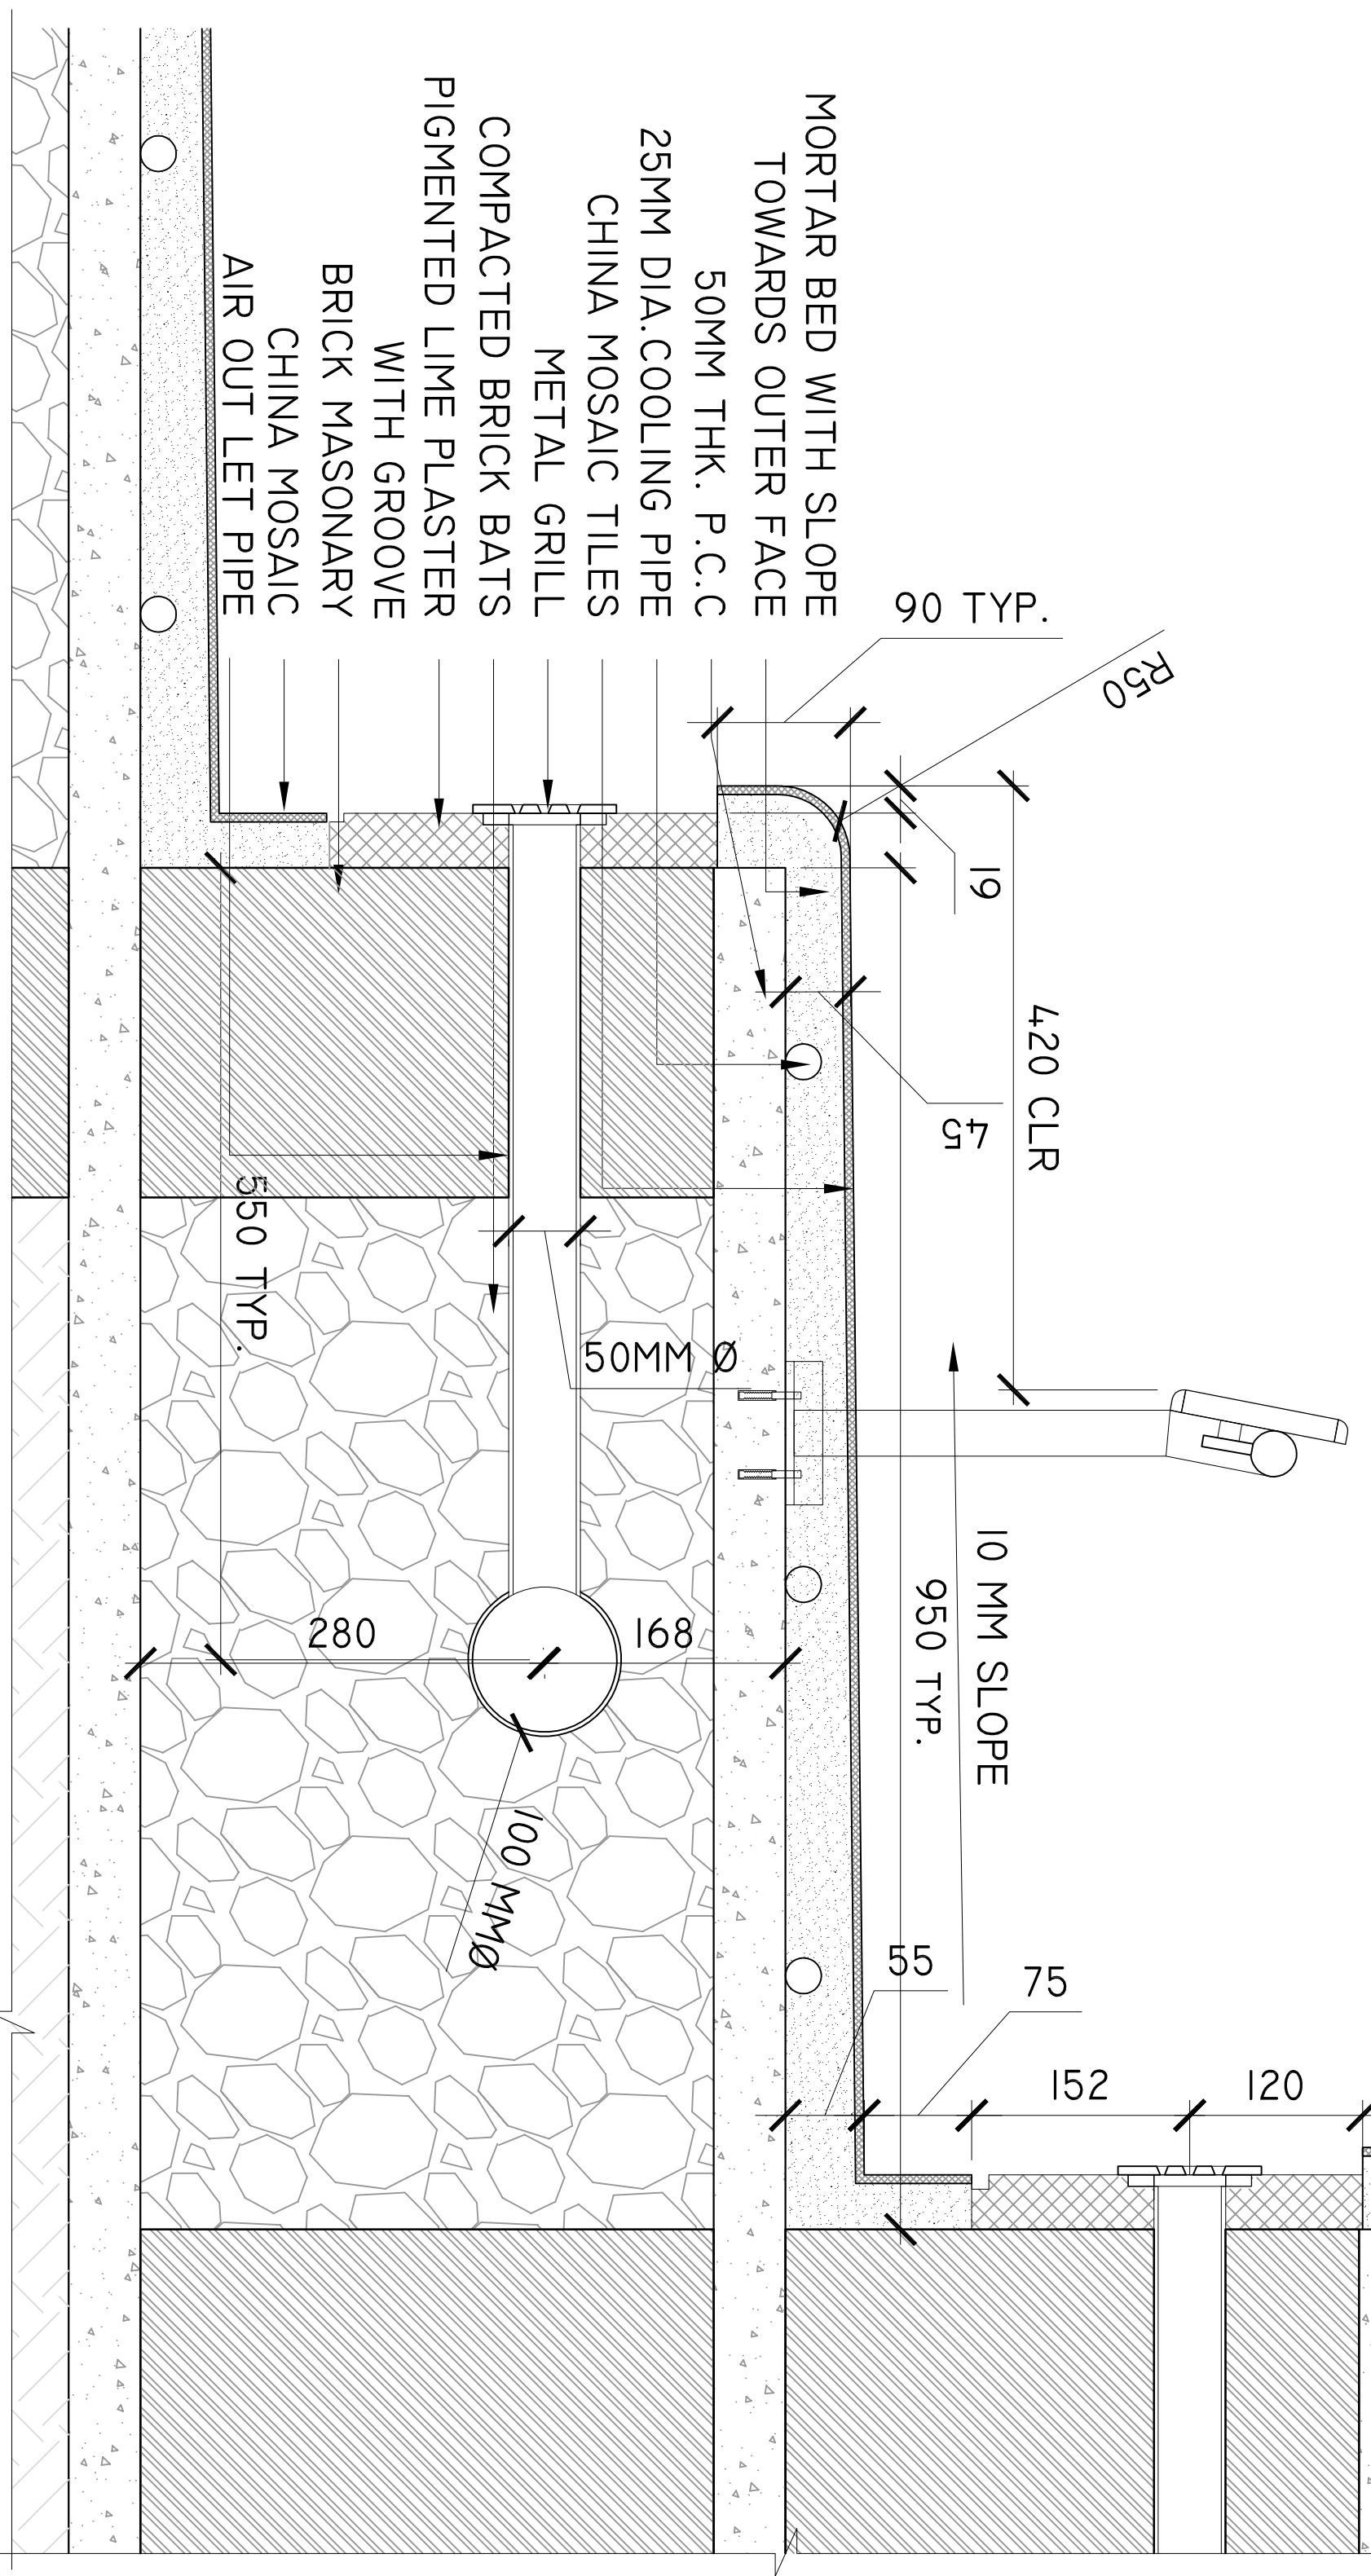 MORTAR BED WITH SLOPE
TOWARDS OUTER FACE
50MM THK. P.C.C
25MM DIA.COOLING PIPE
CHINA MOSAIC TILES
METAL GRILL
COMPACTED BRICK BATS
PIGMENTED LIME PLASTER
WITH GROOVE
BRICK MASONARY
CHINA MOSAIC
AIR OUT LET PIPE
90 TYP.
R50
19
420 CLR
45
550 TYP.
50MM Ø
10 MM SLOPE
950 TYP.
280
168
100 MMØ
55
75
152
120